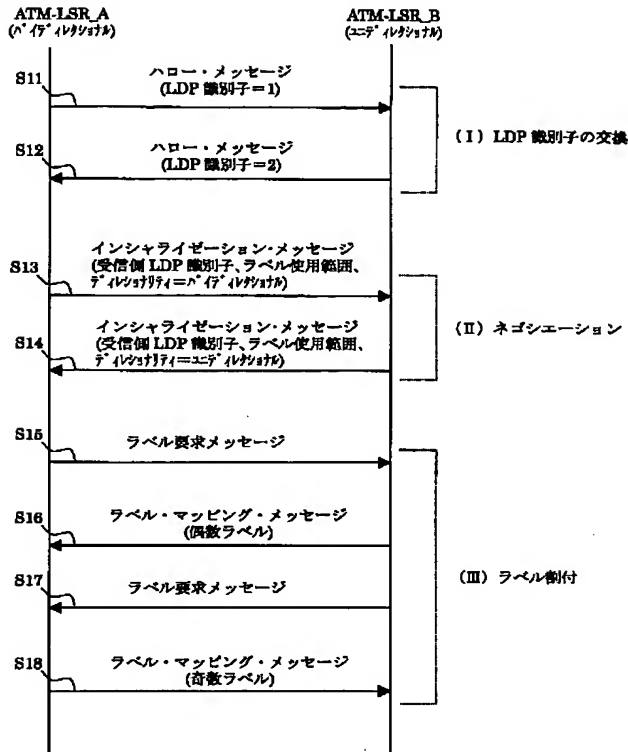 ATM-LSR_A
(ﾊﾞｲﾃﾞｨﾚｸｼｮﾅﾙ)
ATM-LSR_B
(ﾕﾆﾃﾞｨﾚｸｼｮﾅﾙ)
S11
ハロー・メッセージ
(LDP 識別子=1)
S12
ハロー・メッセージ
(LDP 識別子=2)
(I) LDP 識別子の交換
S13
インシャライゼーション・メッセージ
(受信側 LDP 識別子、ラベル使用範囲、
ﾃﾞｨﾚｸｼｮﾅﾘﾃｨ=ﾊﾞｲﾃﾞｨﾚｸｼｮﾅﾙ)
S14
インシャライゼーション・メッセージ
(受信側 LDP 識別子、ラベル使用範囲、
ﾃﾞｨﾚｸｼｮﾅﾘﾃｨ=ﾕﾆﾃﾞｨﾚｸｼｮﾅﾙ)
(II) ネゴシエーション
S15
ラベル要求メッセージ
S16
ラベル・マッピング・メッセージ
(偶数ラベル)
S17
ラベル要求メッセージ
(III) ラベル割付
S18
ラベル・マッピング・メッセージ
(奇数ラベル)